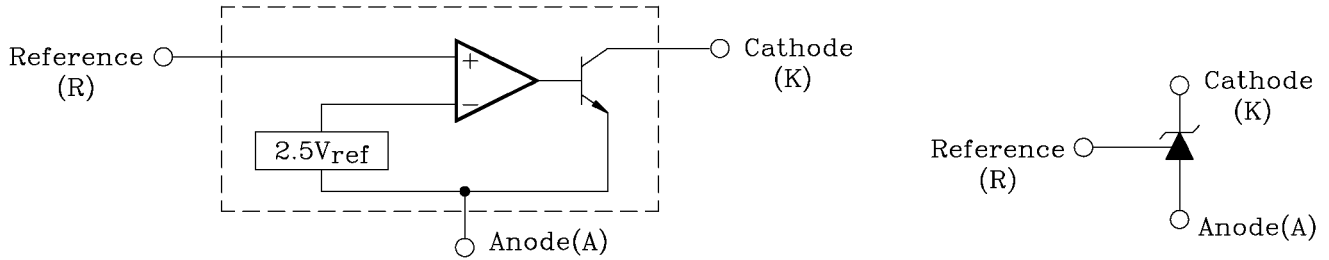 Reference
(R)
+
−
2.5Vref
Cathode
(K)
Anode(A)
Cathode
(K)
Reference
(R)
Anode(A)